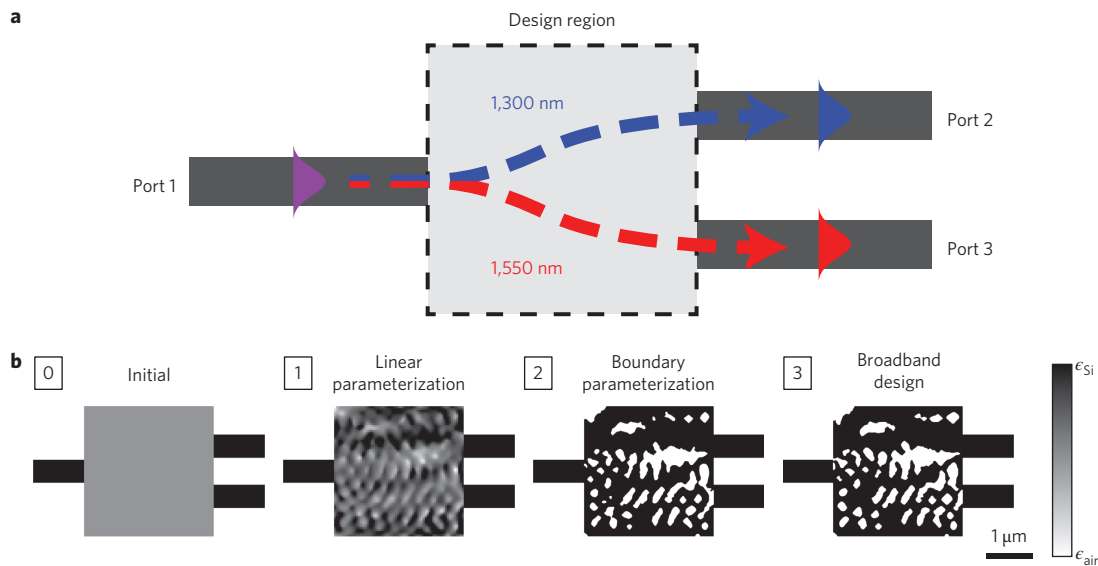 a
Design region
1,300 nm
Port 2
Port 1
Port 3
1,550 nm
b
0
Initial
1
Linear
parameterization
2
Boundary
parameterization
3
Broadband
design
ϵSi
1 µm
ϵair